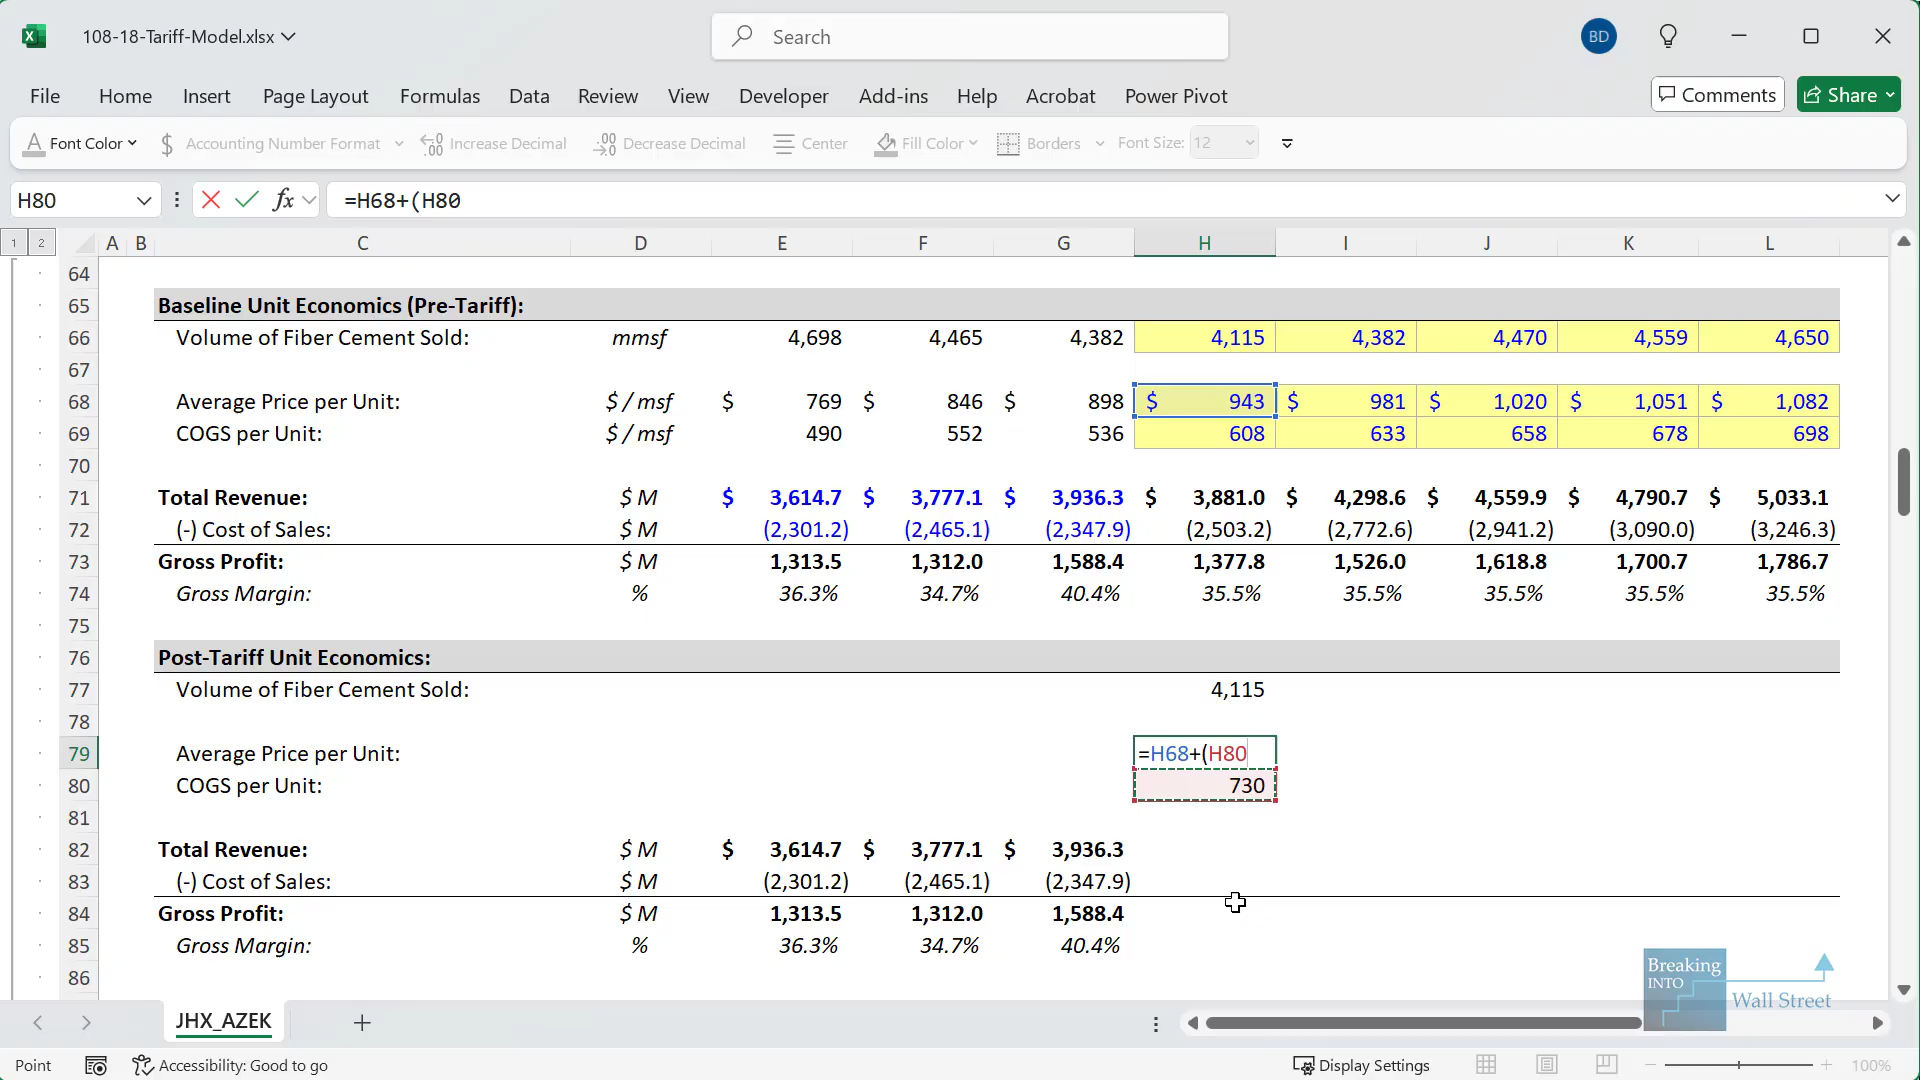 108-18-Tariff-Model.xlsx
Search
BD
File Home Insert Page Layout Formulas Data Review View Developer Add-ins Help Acrobat Power Pivot Comments Share
Font Color Accounting Number Format Increase Decimal Decrease Decimal Center Fill Color Borders Font Size: 12
H80 fx =H68+(H80
1 2 A B C D E F G H I J K L
64
65 Baseline Unit Economics (Pre-Tariff):
66 Volume of Fiber Cement Sold: mmsf 4,698 4,465 4,382 4,115 4,382 4,470 4,559 4,650
67
68 Average Price per Unit: $ / msf $ 769 $ 846 $ 898 $ 943 $ 981 $ 1,020 $ 1,051 $ 1,082
69 COGS per Unit: $ / msf 490 552 536 608 633 658 678 698
70
71 Total Revenue: $ M $ 3,614.7 $ 3,777.1 $ 3,936.3 $ 3,881.0 $ 4,298.6 $ 4,559.9 $ 4,790.7 $ 5,033.1
72 (-) Cost of Sales: $ M (2,301.2) (2,465.1) (2,347.9) (2,503.2) (2,772.6) (2,941.2) (3,090.0) (3,246.3)
73 Gross Profit: $ M 1,313.5 1,312.0 1,588.4 1,377.8 1,526.0 1,618.8 1,700.7 1,786.7
74 Gross Margin: % 36.3% 34.7% 40.4% 35.5% 35.5% 35.5% 35.5% 35.5%
75
76 Post-Tariff Unit Economics:
77 Volume of Fiber Cement Sold: 4,115
78
79 Average Price per Unit: =H68+(H80
80 COGS per Unit: 730
81
82 Total Revenue: $ M $ 3,614.7 $ 3,777.1 $ 3,936.3
83 (-) Cost of Sales: $ M (2,301.2) (2,465.1) (2,347.9)
84 Gross Profit: $ M 1,313.5 1,312.0 1,588.4
85 Gross Margin: % 36.3% 34.7% 40.4%
86
Breaking
INTO
Wall Street
JHX_AZEK
Point Accessibility: Good to go Display Settings 100%